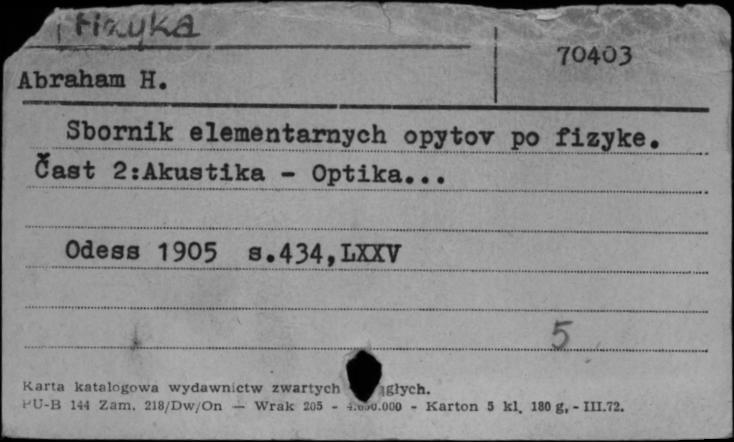 Fizyka
70403
Abraham H.
Sbornik elementarnych opytov po fizyke.
Čast 2:Akustika - Optika...
Odess 1905 s.434,LXXV
5
Karta katalogowa wydawnictw zwartych
PU-B 144 Zam. 218/Dw/On — Wrak 205 - - Karton 5 kl. 180 g, - III.72.